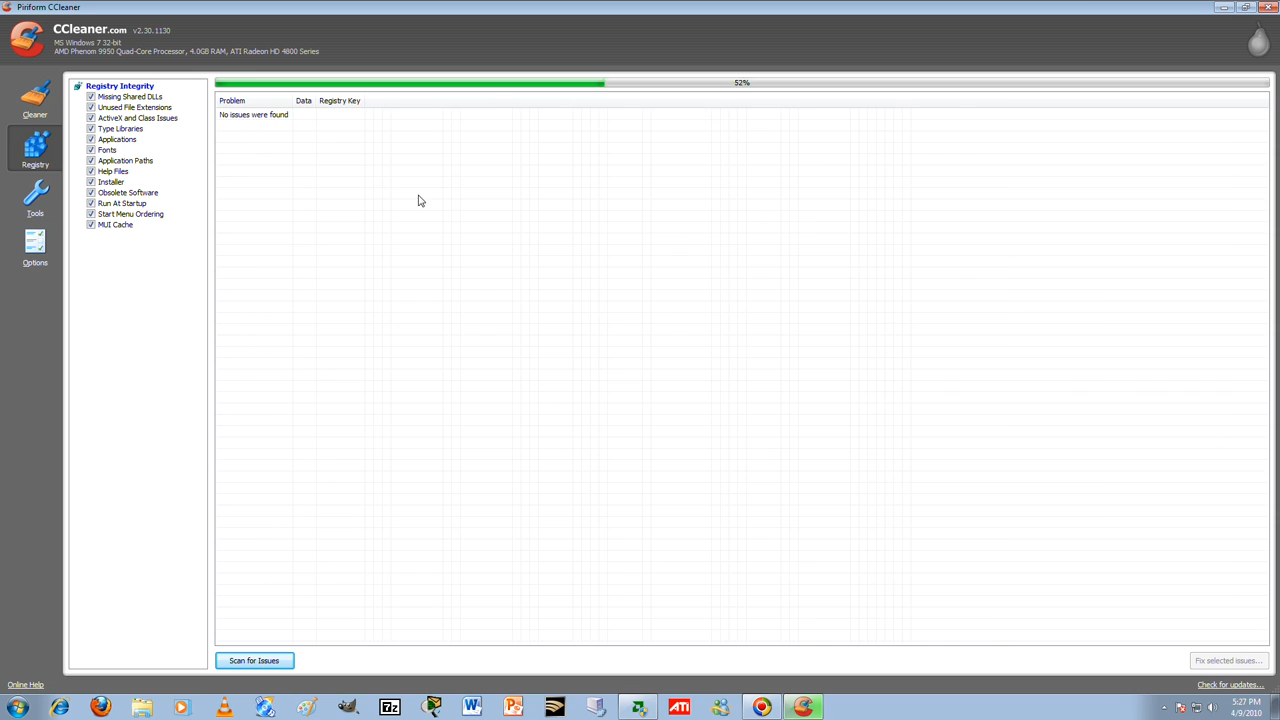 Piriform CCleaner
CCleaner.com v2.30.1130
MS Windows 7 32-bit
AMD Phenom 9950 Quad-Core Processor, 4.0GB RAM, ATI Radeon HD 4800 Series
Cleaner
Registry
Tools
Options
Registry Integrity
Missing Shared DLLs
Unused File Extensions
ActiveX and Class Issues
Type Libraries
Applications
Fonts
Application Paths
Help Files
Installer
Obsolete Software
Run At Startup
Start Menu Ordering
MUI Cache
52%
Problem Data Registry Key
No issues were found
Scan for Issues
Fix selected issues...
Online Help
Check for updates...
7z
W
P
ATI
5:27 PM
4/9/2010